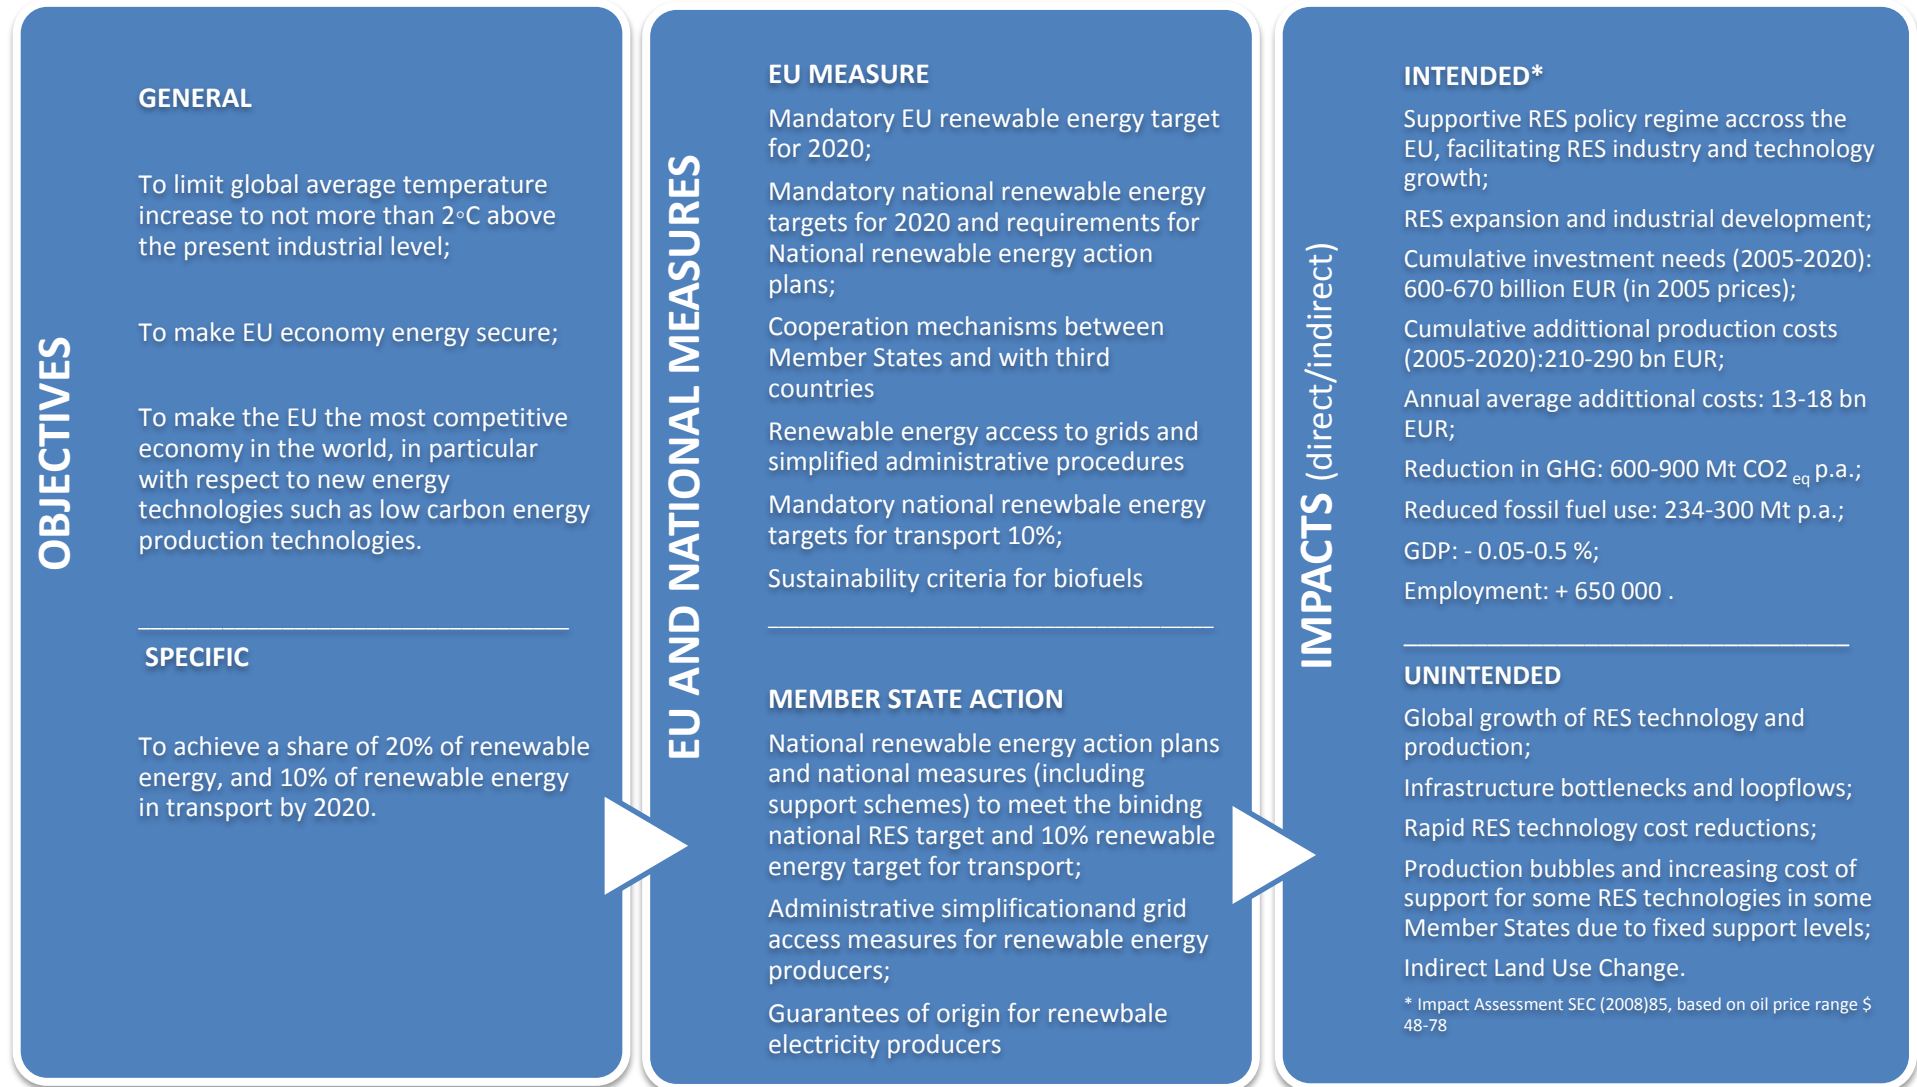 OBJECTIVES
GENERAL
To limit global average temperature
increase to not more than 2◦C above
the present industrial level;
To make EU economy energy secure;
To make the EU the most competitive
economy in the world, in particular
with respect to new energy
technologies such as low carbon energy
production technologies.
SPECIFIC
To achieve a share of 20% of renewable
energy, and 10% of renewable energy
in transport by 2020.
EU AND NATIONAL MEASURES
EU MEASURE
Mandatory EU renewable energy target
for 2020;
Mandatory national renewable energy
targets for 2020 and requirements for
National renewable energy action
plans;
Cooperation mechanisms between
Member States and with third
countries
Renewable energy access to grids and
simplified administrative procedures
Mandatory national renewbale energy
targets for transport 10%;
Sustainability criteria for biofuels
MEMBER STATE ACTION
National renewable energy action plans
and national measures (including
support schemes) to meet the binidng
national RES target and 10% renewable
energy target for transport;
Administrative simplificationand grid
access measures for renewable energy
producers;
Guarantees of origin for renewbale
electricity producers
IMPACTS (direct/indirect)
INTENDED*
Supportive RES policy regime accross the
EU, facilitating RES industry and technology
growth;
RES expansion and industrial development;
Cumulative investment needs (2005-2020):
600-670 billion EUR (in 2005 prices);
Cumulative addittional production costs
(2005-2020):210-290 bn EUR;
Annual average addittional costs: 13-18 bn
EUR;
Reduction in GHG: 600-900 Mt CO2 eq p.a.;
Reduced fossil fuel use: 234-300 Mt p.a.;
GDP: - 0.05-0.5 %;
Employment: + 650 000 .
UNINTENDED
Global growth of RES technology and
production;
Infrastructure bottlenecks and loopflows;
Rapid RES technology cost reductions;
Production bubbles and increasing cost of
support for some RES technologies in some
Member States due to fixed support levels;
Indirect Land Use Change.
* Impact Assessment SEC (2008)85, based on oil price range $
48-78